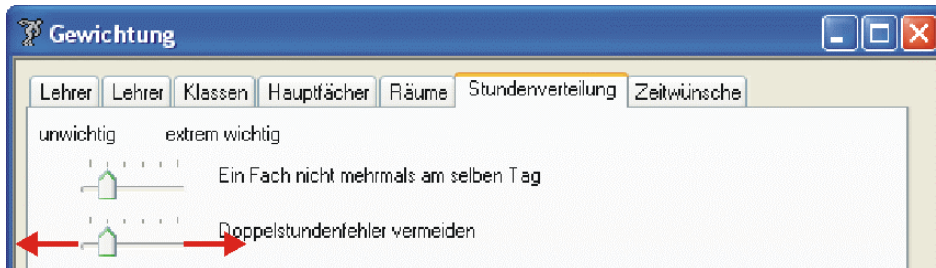 Gewichtung
Lehrer Lehrer Klassen Hauptfächer Räume Stundenverteilung Zeitwünsche
unwichtig extrem wichtig
Ein Fach nicht mehrmals am selben Tag
Doppelstundenfehler vermeiden